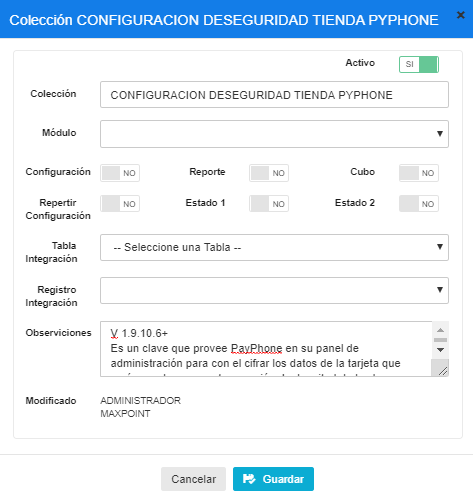 Colección CONFIGURACION DESEGURIDAD TIENDA PYPHONE ×
Activo SI
Colección CONFIGURACION DESEGURIDAD TIENDA PYPHONE
Módulo
Configuración NO Reporte NO Cubo NO
Repertir Configuración NO Estado 1 NO Estado 2 NO
Tabla Integración -- Seleccione una Tabla --
Registro Integración
Observiciones V 1.9.10.6+
Es un clave que provee PayPhone en su panel de
administración para con el cifrar los datos de la tarjeta que
Modificado ADMINISTRADOR
MAXPOINT
Cancelar Guardar